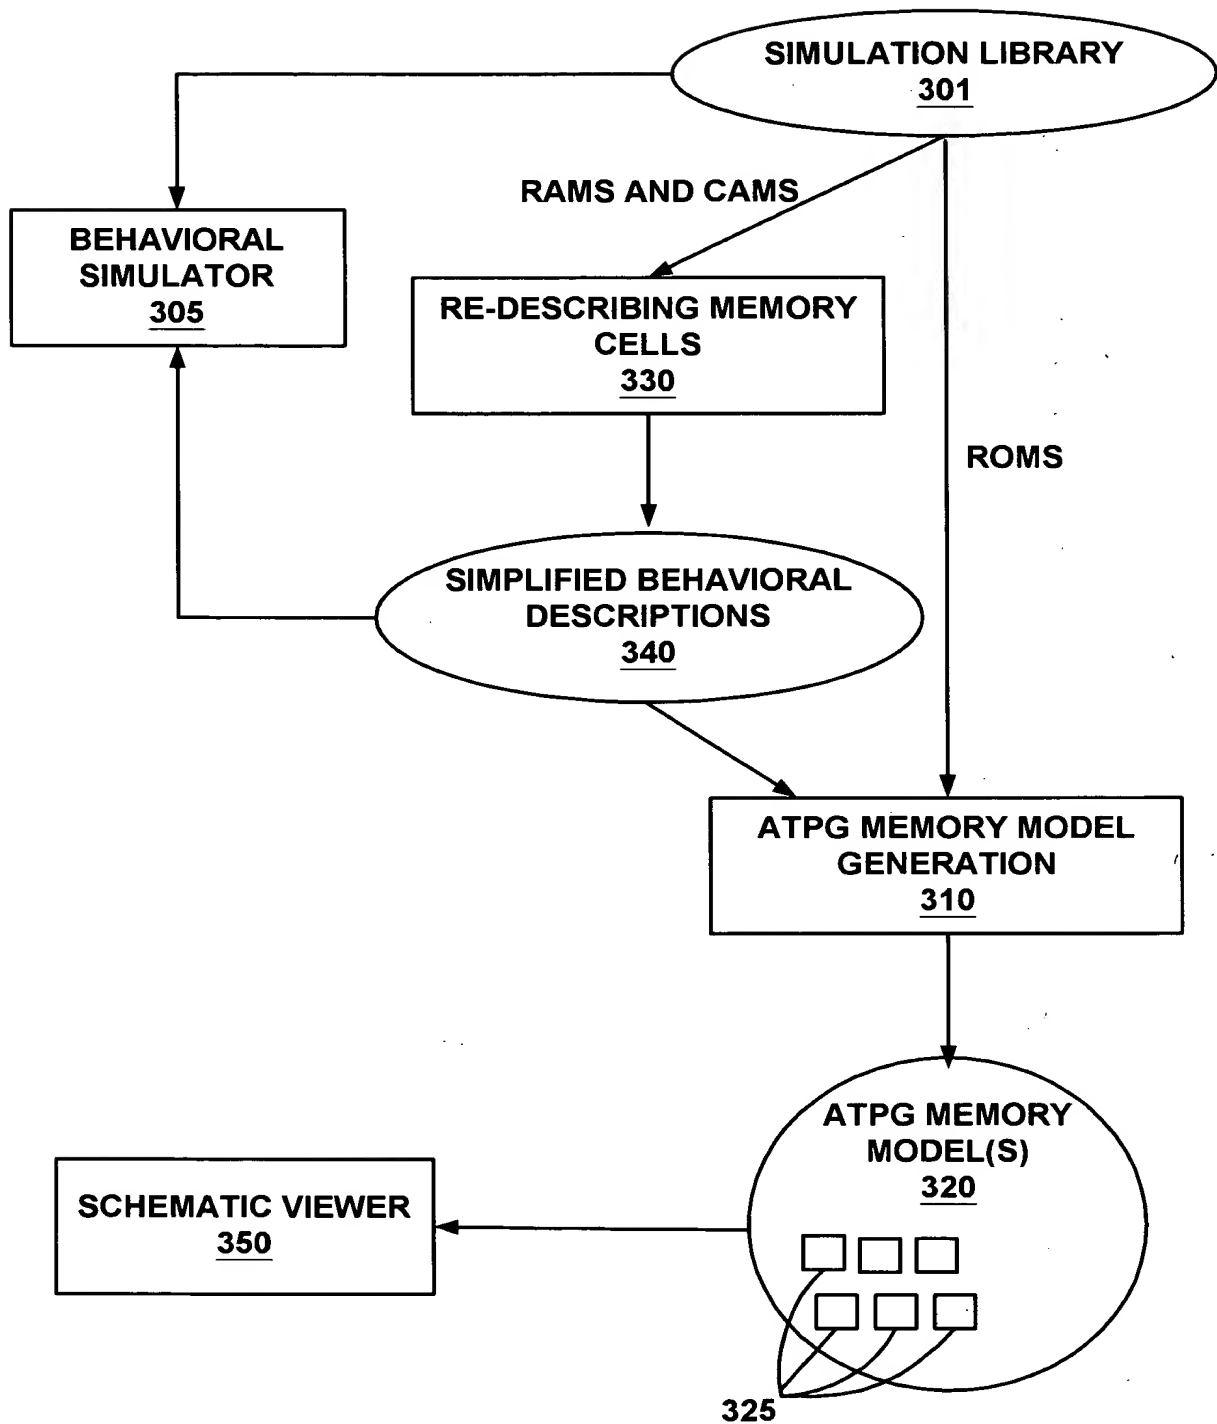 SIMULATION LIBRARY
301
RAMS AND CAMS
BEHAVIORAL
SIMULATOR
305
RE-DESCRIBING MEMORY
CELLS
330
ROMS
SIMPLIFIED BEHAVIORAL
DESCRIPTIONS
340
ATPG MEMORY MODEL
GENERATION
310
ATPG MEMORY
MODEL(S)
320
SCHEMATIC VIEWER
350
325